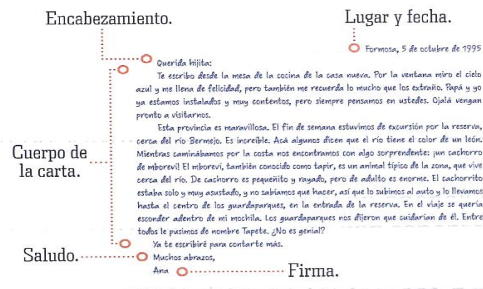 Encabezamiento.
Lugar y fecha.
Formosa, 5 de octubre de 1995
Querida hijita:
Te escribo desde la mesa de la cocina de la casa nueva. Por la ventana miro el cielo
azul y me llena de felicidad, pero también me recuerda lo mucho que los extraño. Papá y yo
ya estamos instalados y muy contentos, pero siempre pensamos en ustedes. Ojalá vengan
pronto a visitarnos.
Esta provincia es maravillosa. El fin de semana estuvimos de excursión por la reserva,
cerca del río Bermejo. Es increíble. Acá algunos dicen que el río tiene el color de un león.
Mientras caminábamos por la costa nos encontramos con algo sorprendente: ¡un cachorro
de mborevi! El mborevi, también conocido como tapir, es un animal típico de la zona, que vive
cerca del río. De cachorro es pequeñito y rayado, pero de adulto es enorme. El cachorrito
estaba solo y muy asustado, y no sabíamos que hacer, así que lo subimos al auto y lo llevamos
hasta el centro de los guardaparques, en la entrada de la reserva. En el viaje se quería
esconder adentro de mi mochila. Los guardaparques nos dijeron que cuidarían de él. Entre
todos le pusimos de nombre Tapete. ¿No es genial?
Ya te escribiré para contarte más.
Muchos abrazos,
Ana
Cuerpo de
la carta.
Saludo.
Firma.